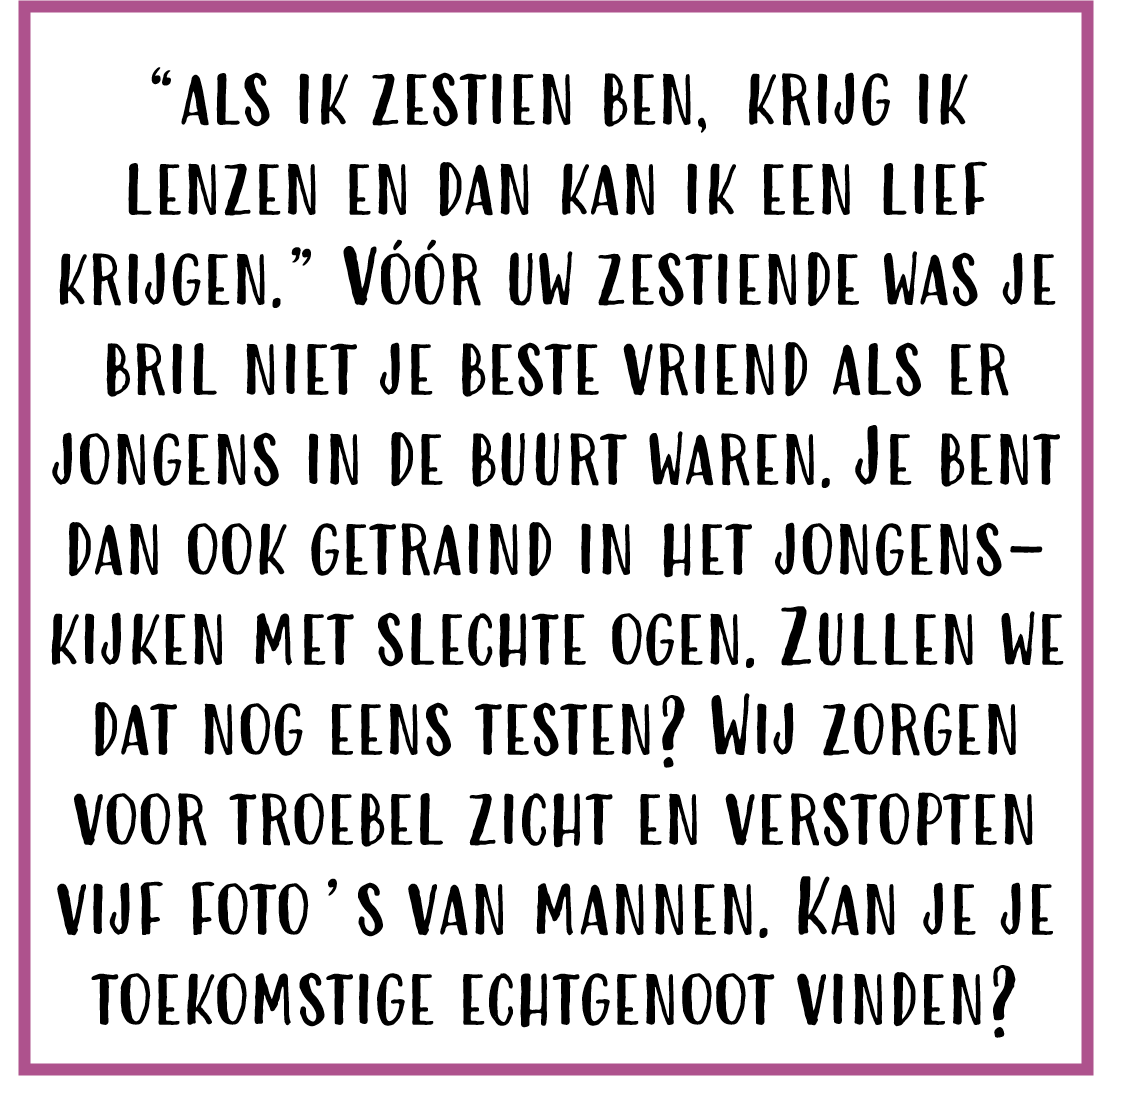 “Als ik zestien ben, krijg ik
lenzen en dan kan ik een lief
krijgen.” Vóór uw zestiende was je
bril niet je beste vriend als er
jongens in de buurt waren. Je bent
dan ook getraind in het jongens-
kijken met slechte ogen. Zullen we
dat nog eens testen? Wij zorgen
voor troebel zicht en verstopten
vijf foto's van mannen. Kan je je
toekomstige echtgenoot vinden?